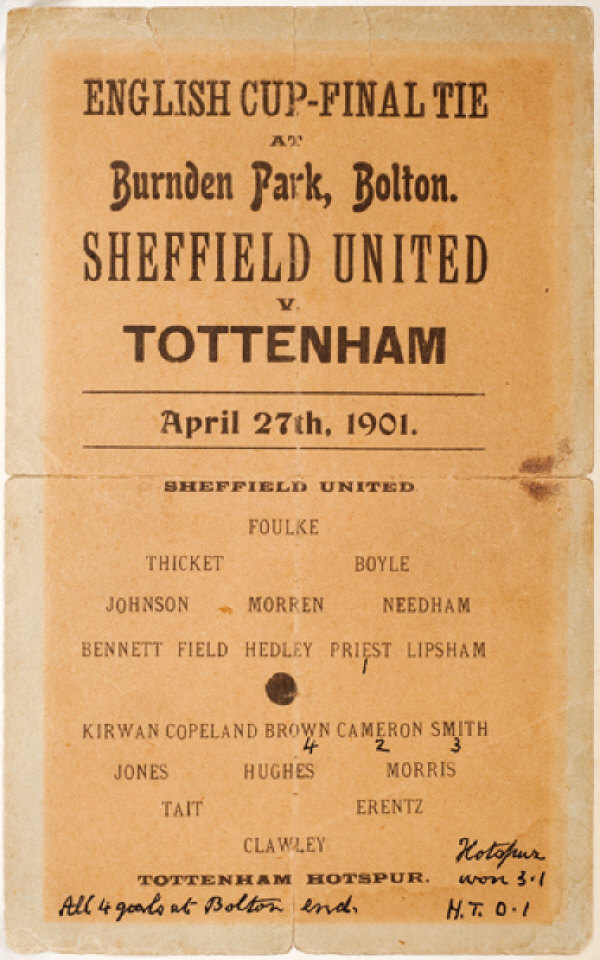 ENGLISH CUP-FINAL TIE
AT
Burnden Park, Bolton.
SHEFFIELD UNITED
V.
TOTTENHAM
April 27th, 1901.
SHEFFIELD UNITED
FOULKE
THICKET BOYLE
JOHNSON MORREN NEEDHAM
BENNETT FIELD HEDLEY PRIEST LIPSHAM
1
KIRWAN COPELAND BROWN CAMERON SMITH
4 2 3
JONES HUGHES MORRIS
TAIT ERENTZ
CLAWLEY
TOTTENHAM HOTSPUR.
Hotspur
won 3·1
All 4 goals at Bolton end.
H.T. 0·1